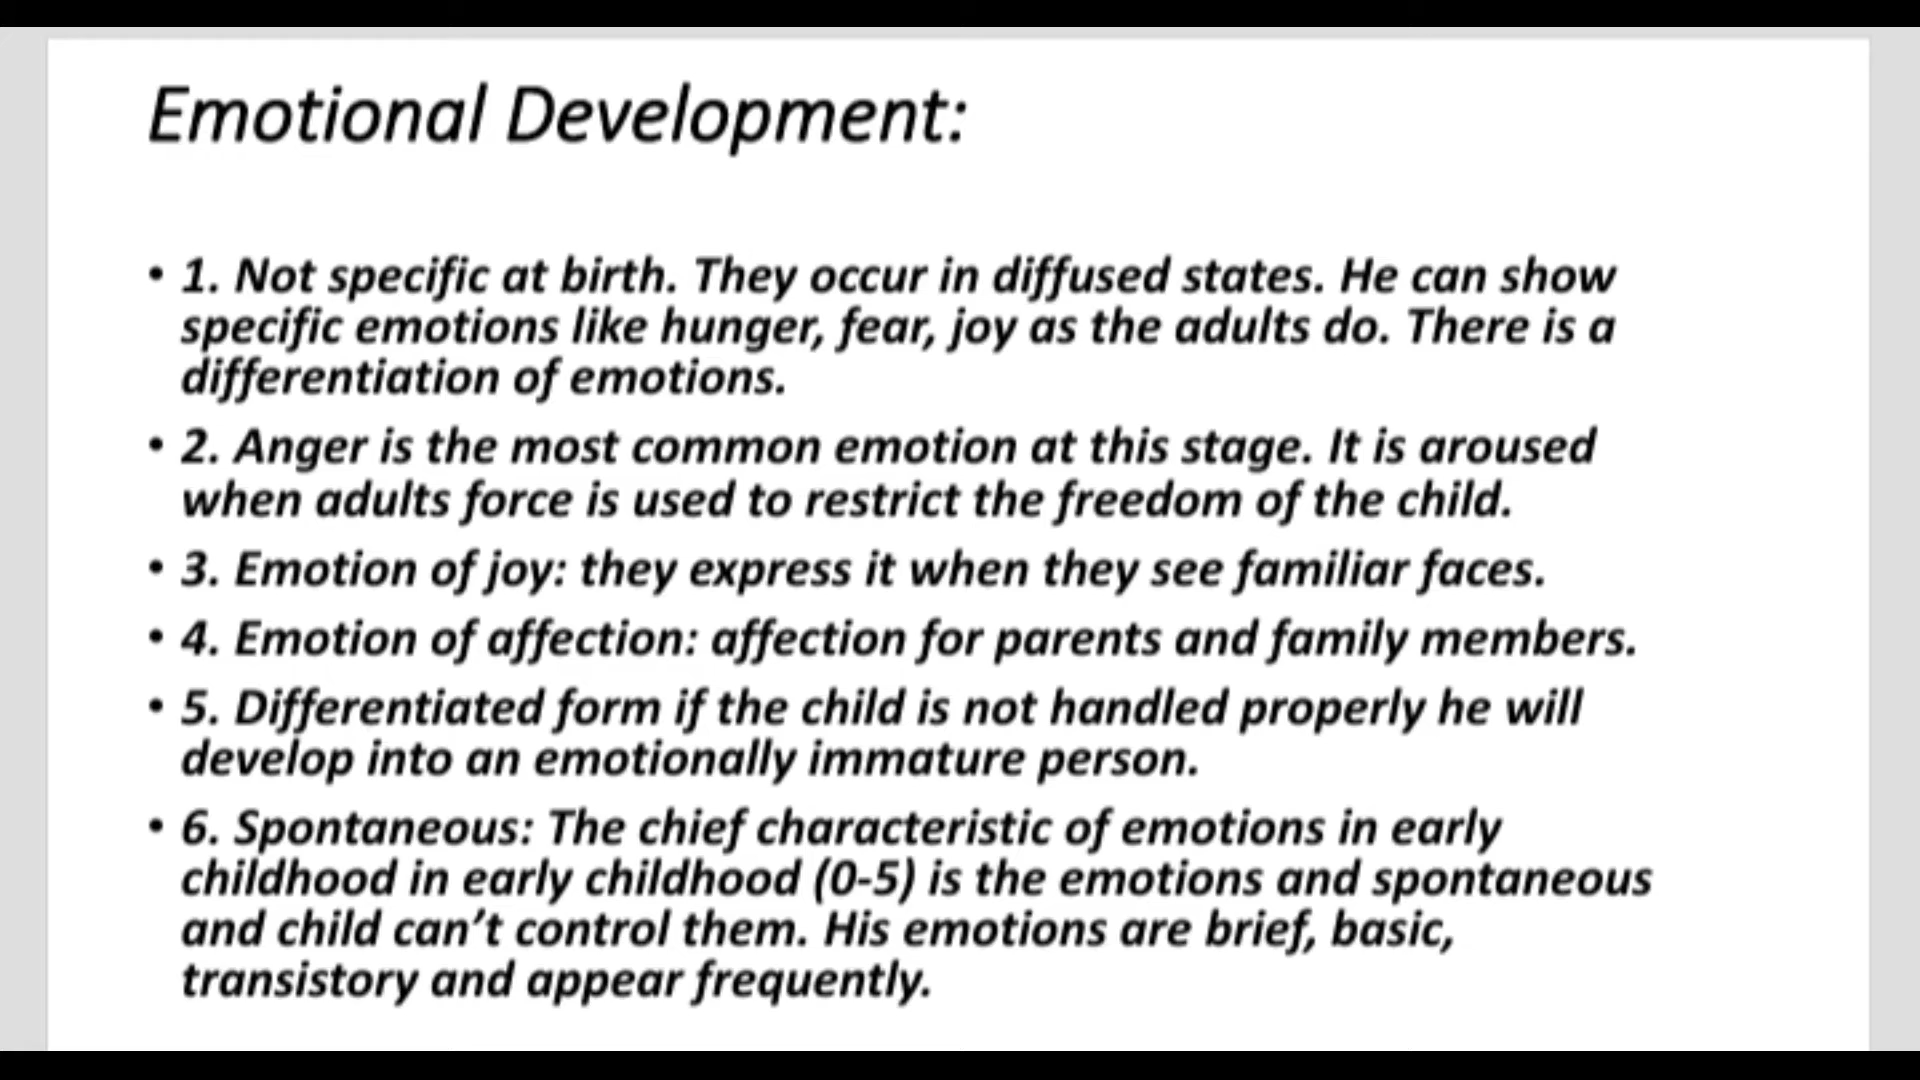 Emotional Development:
• 1. Not specific at birth. They occur in diffused states. He can show
specific emotions like hunger, fear, joy as the adults do. There is a
differentiation of emotions.
• 2. Anger is the most common emotion at this stage. It is aroused
when adults force is used to restrict the freedom of the child.
• 3. Emotion of joy: they express it when they see familiar faces.
• 4. Emotion of affection: affection for parents and family members.
• 5. Differentiated form if the child is not handled properly he will
develop into an emotionally immature person.
• 6. Spontaneous: The chief characteristic of emotions in early
childhood in early childhood (0-5) is the emotions and spontaneous
and child can’t control them. His emotions are brief, basic,
transistory and appear frequently.